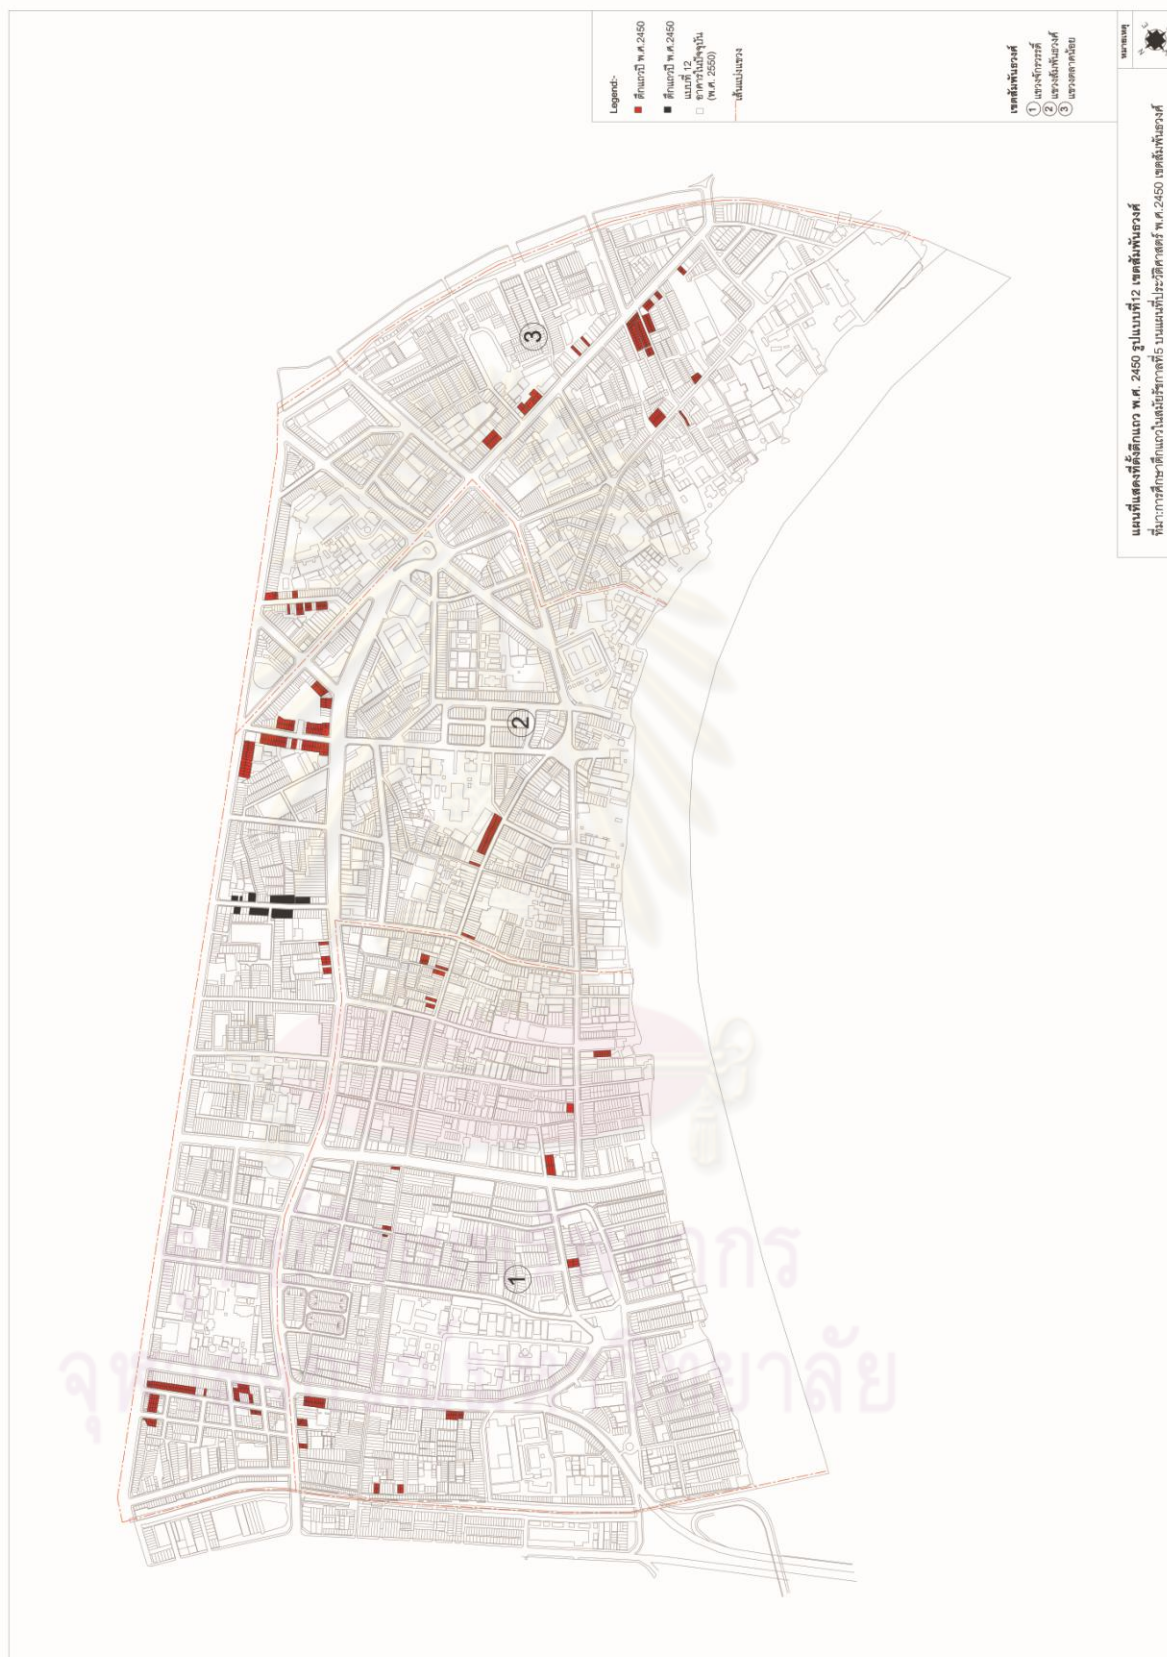 Legend:-
ตึกแถวปี พ.ศ.2450
ตึกแถวปี พ.ศ.2450
แบบที่ 12
อาคารในปัจจุบัน
(พ.ศ. 2550)
เส้นแบ่งแขวง
เขตสัมพันธวงศ์
1 แขวงจักรวรรดิ์
2 แขวงสัมพันธวงศ์
3 แขวงตลาดน้อย
หมายเหตุ
แผนที่แสดงที่ตั้งตึกแถว พ.ศ. 2450 รูปแบบที่12 เขตสัมพันธวงศ์
ที่มา:การศึกษาตึกแถวในสมัยรัชกาลที่5 บนแผนที่ประวัติศาสตร์ พ.ศ.2450 เขตสัมพันธวงศ์
3
2
1